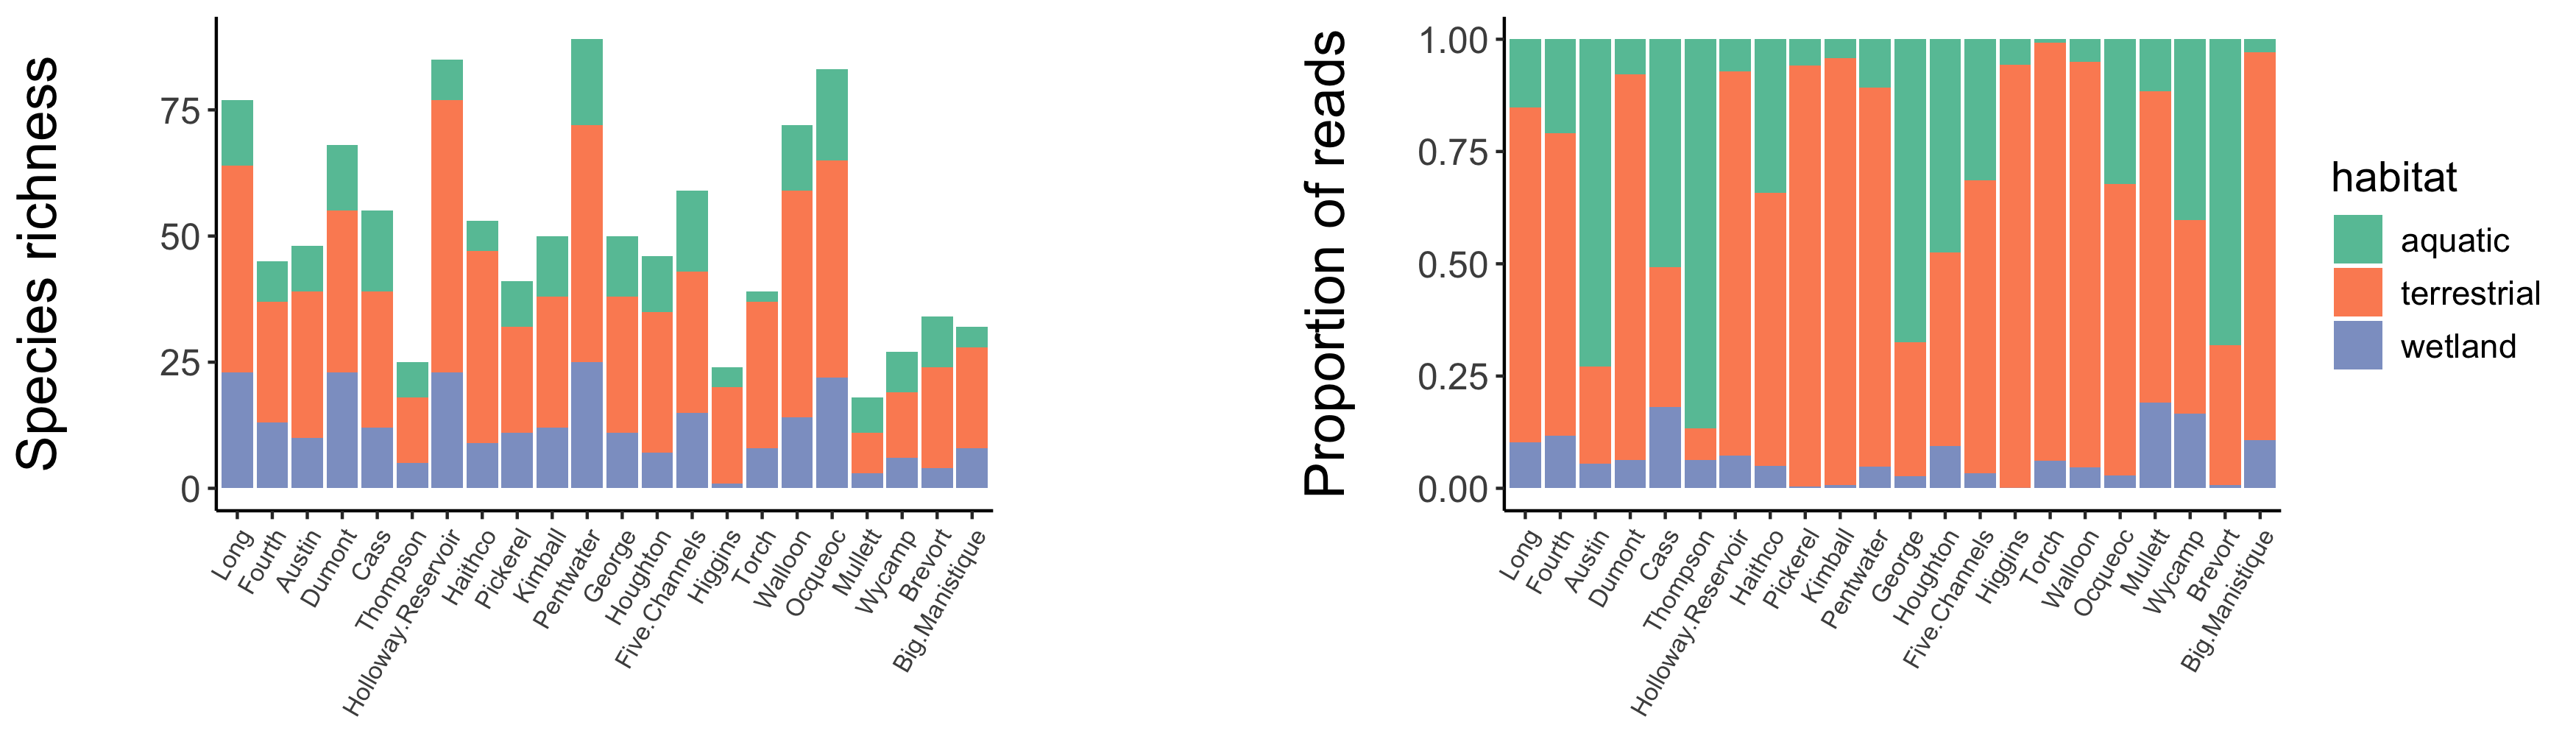 Species richness
75
50
25
0
Long
Fourth
Austin
Dumont
Cass
Thompson
Holloway.Reservoir
Haithco
Pickerel
Kimball
Pentwater
George
Houghton
Five.Channels
Higgins
Torch
Walloon
Ocqueoc
Mullett
Wycamp
Brevort
Big.Manistique
Proportion of reads
1.00
0.75
0.50
0.25
0.00
Long
Fourth
Austin
Dumont
Cass
Thompson
Holloway.Reservoir
Haithco
Pickerel
Kimball
Pentwater
George
Houghton
Five.Channels
Higgins
Torch
Walloon
Ocqueoc
Mullett
Wycamp
Brevort
Big.Manistique
habitat
aquatic
terrestrial
wetland